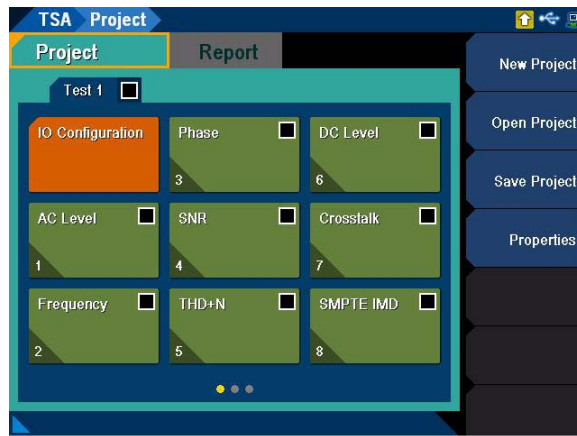 TSA Project
Project
Report
Test 1
IO Configuration
Phase
3
DC Level
6
AC Level
1
SNR
4
Crosstalk
7
Frequency
2
THD+N
5
SMPTE IMD
8
New Project
Open Project
Save Project
Properties